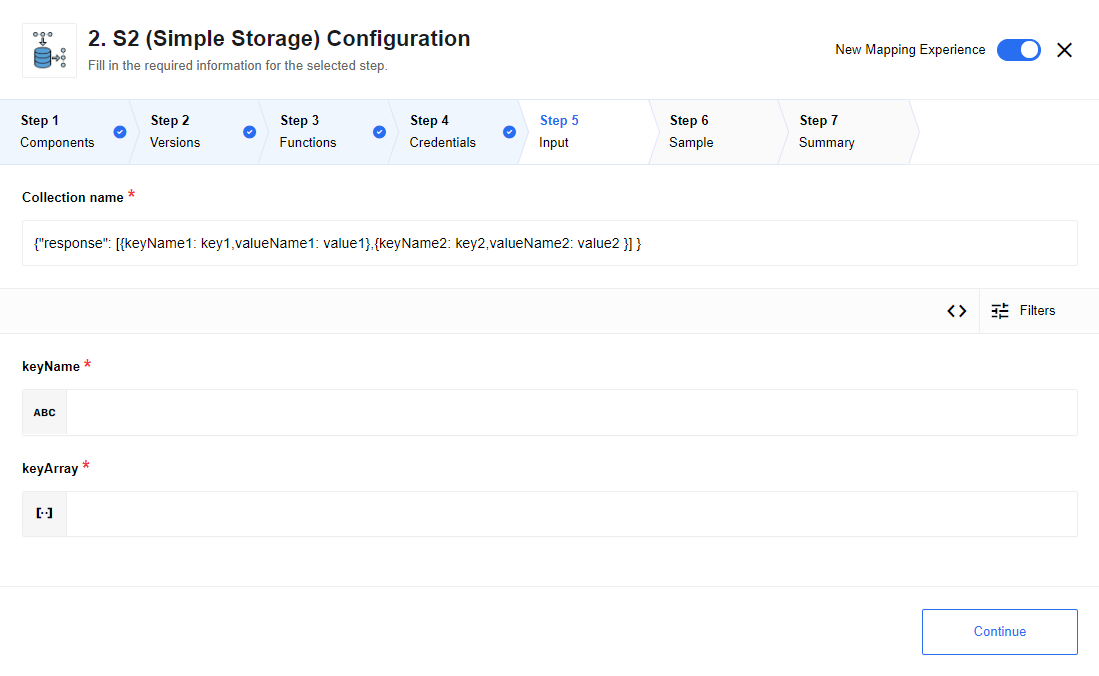 2. S2 (Simple Storage) Configuration
Fill in the required information for the selected step.
New Mapping Experience
Step 1
Components
Step 2
Versions
Step 3
Functions
Step 4
Credentials
Step 5
Input
Step 6
Sample
Step 7
Summary
Collection name *
{"response": [{keyName1: key1,valueName1: value1},{keyName2: key2,valueName2: value2 }] }
<> Filters
keyName *
ABC
keyArray *
[··]
Continue